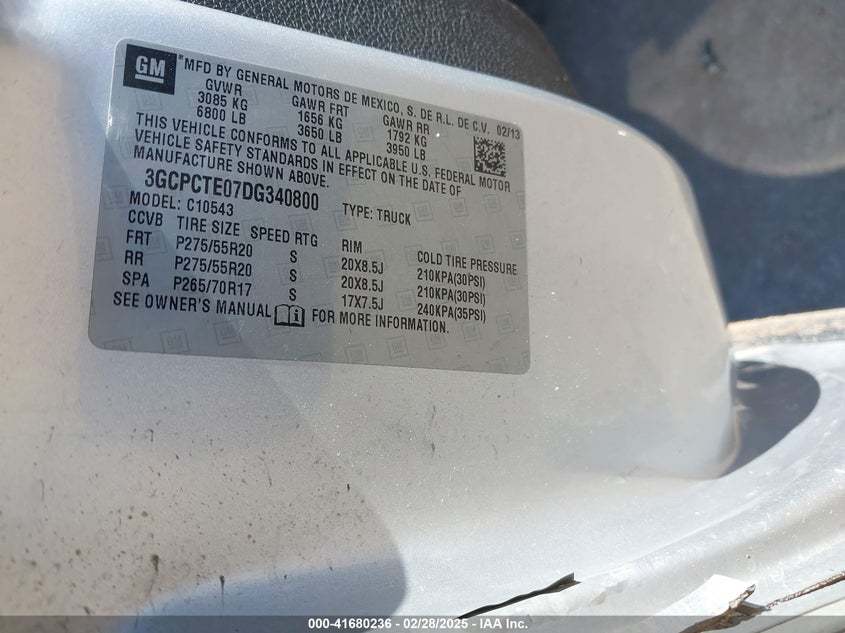 GM
*MFD BY GENERAL MOTORS DE MEXICO, S. DE R.L. DE C.V. 02/13
GVWR GAWR FRT GAWR RR
3085 KG 1656 KG 1792 KG
6800 LB 3650 LB 3950 LB
THIS VEHICLE CONFORMS TO ALL APPLICABLE U.S. FEDERAL MOTOR
VEHICLE SAFETY STANDARDS IN EFFECT ON THE DATE OF
MANUFACTURE SHOWN ABOVE.
3GCPCTE07DG340800
MODEL: C10543 TYPE: TRUCK
CCVB TIRE SIZE SPEED RTG RIM COLD TIRE PRESSURE
FRT P275/55R20 S 20X8.5J 210KPA(30PSI)
RR P275/55R20 S 20X8.5J 210KPA(30PSI)
SPA P265/70R17 S 17X7.5J 240KPA(35PSI)
SEE OWNER'S MANUAL FOR MORE INFORMATION.
000-41680236 - 02/28/2025 - IAA Inc.